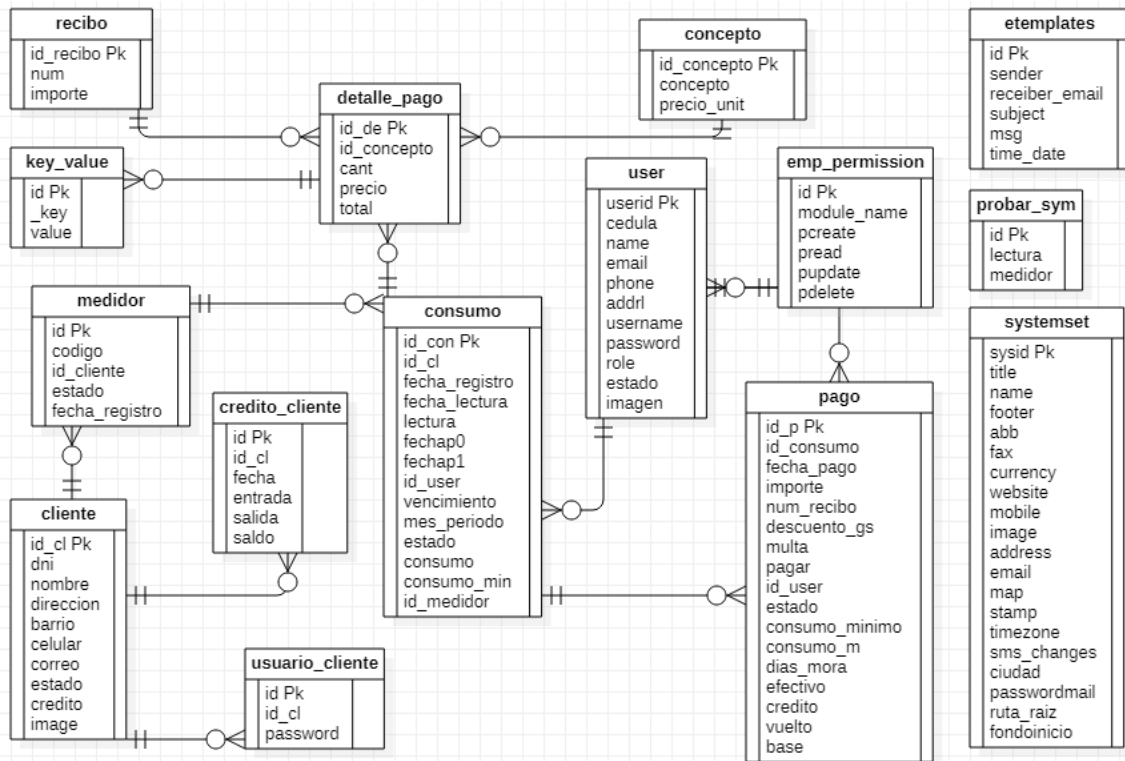 recibo
id_recibo Pk
num
importe
key_value
id Pk
_key
value
detalle_pago
id_de Pk
id_concepto
cant
precio
total
concepto
id_concepto Pk
concepto
precio_unit
etemplates
id Pk
sender
receiber_email
subject
msg
time_date
user
userid Pk
cedula
name
email
phone
addrl
username
password
role
estado
imagen
emp_permission
id Pk
module_name
pcreate
pread
pupdate
pdelete
probar_sym
id Pk
lectura
medidor
medidor
id Pk
codigo
id_cliente
estado
fecha_registro
credito_cliente
id Pk
id_cl
fecha
entrada
salida
saldo
consumo
id_con Pk
id_cl
fecha_registro
fecha_lectura
lectura
fechap0
fechap1
id_user
vencimiento
mes_periodo
estado
consumo
consumo_min
id_medidor
pago
id_p Pk
id_consumo
fecha_pago
importe
num_recibo
descuento_gs
multa
pagar
id_user
estado
consumo_minimo
consumo_m
dias_mora
efectivo
credito
vuelto
base
systemset
sysid Pk
title
name
footer
abb
fax
currency
website
mobile
image
address
email
map
stamp
timezone
sms_changes
ciudad
passwordmail
ruta_raiz
fondoinicio
cliente
id_cl Pk
dni
nombre
direccion
barrio
celular
correo
estado
credito
image
usuario_cliente
id Pk
id_cl
password